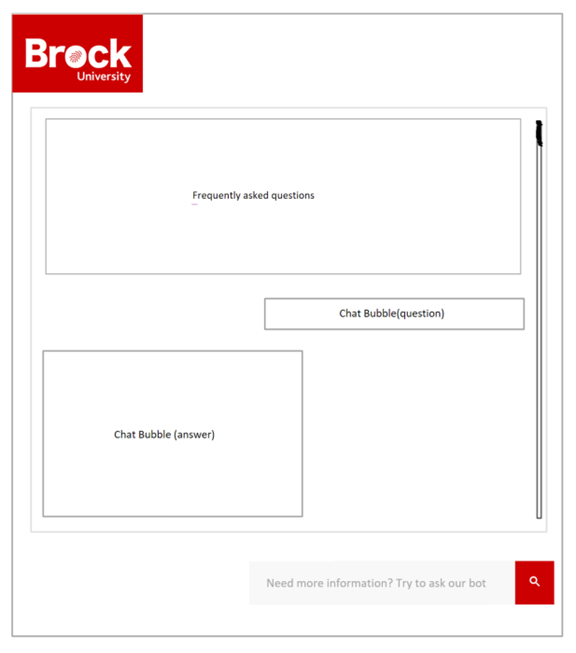 Brock
University
Frequently asked questions
Chat Bubble(question)
Chat Bubble (answer)
Need more information? Try to ask our bot